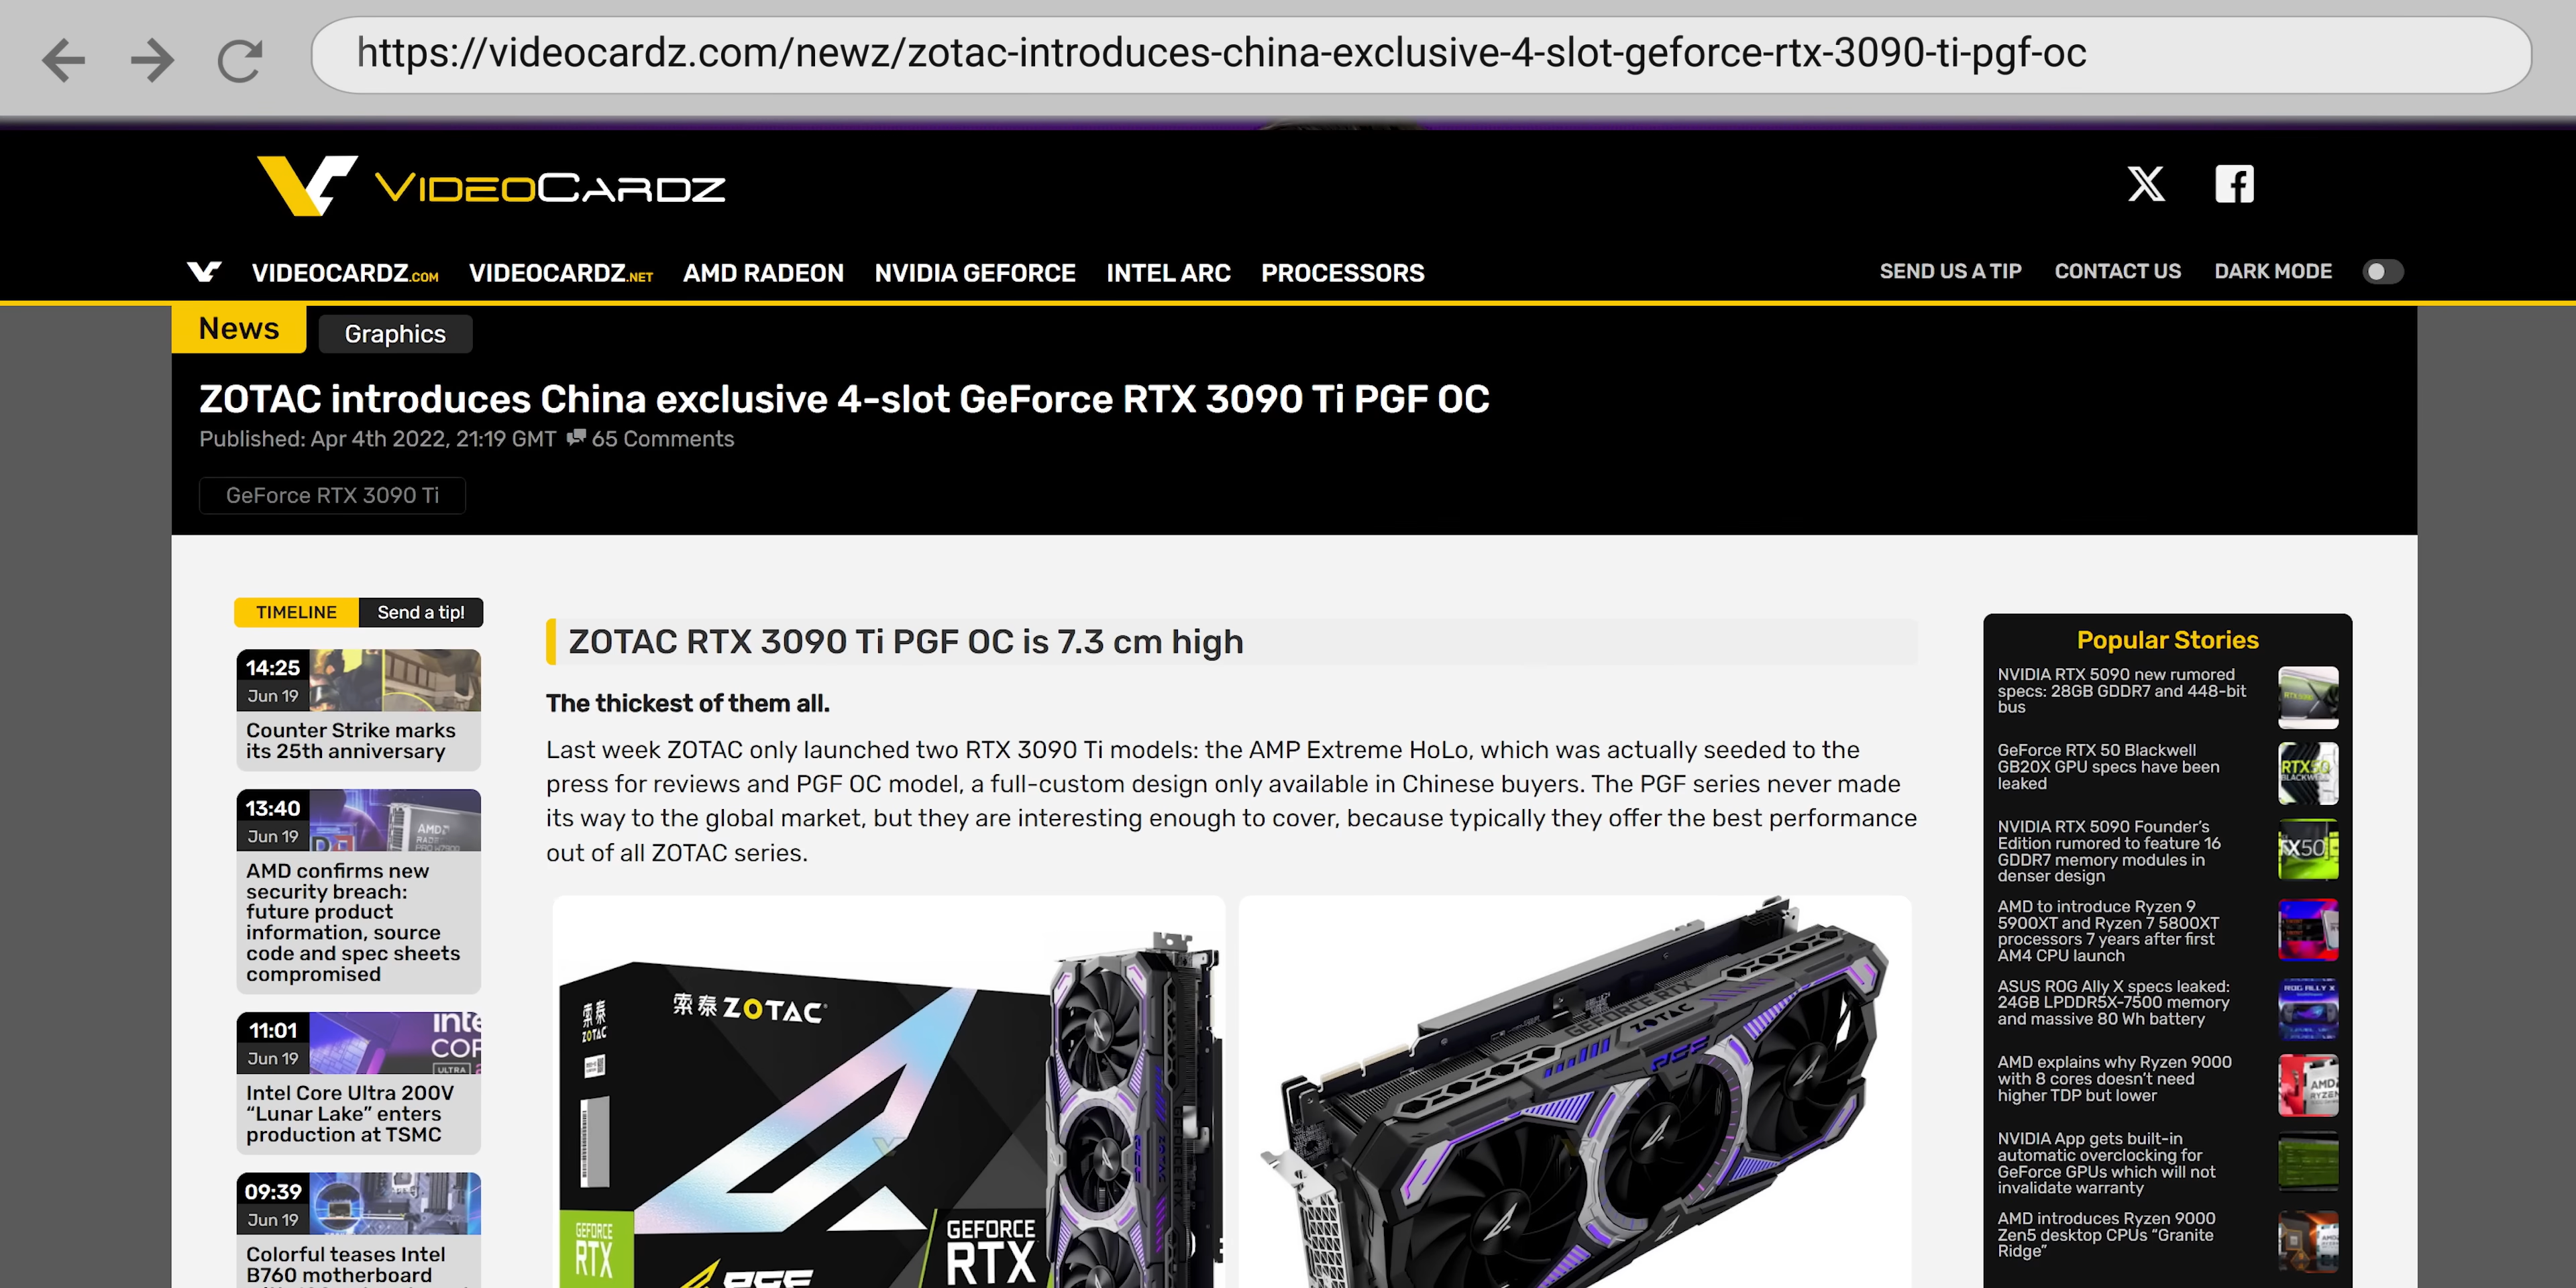 https://videocardz.com/newz/zotac-introduces-china-exclusive-4-slot-geforce-rtx-3090-ti-pgf-oc
VIDEOCARDZ
VIDEOCARDZ.COM VIDEOCARDZ.NET AMD RADEON NVIDIA GEFORCE INTEL ARC PROCESSORS
SEND US A TIP CONTACT US DARK MODE
News Graphics
ZOTAC introduces China exclusive 4-slot GeForce RTX 3090 Ti PGF OC
Published: Apr 4th 2022, 21:19 GMT 65 Comments
GeForce RTX 3090 Ti
TIMELINE Send a tip!
14:25
Jun 19
Counter Strike marks
its 25th anniversary
13:40
Jun 19
AMD
AMD confirms new
security breach:
future product
information, source
code and spec sheets
compromised
11:01
Jun 19
ULTRA
Intel Core Ultra 200V
“Lunar Lake” enters
production at TSMC
09:39
Jun 19
Colorful teases Intel
B760 motherboard
ZOTAC RTX 3090 Ti PGF OC is 7.3 cm high
The thickest of them all.
Last week ZOTAC only launched two RTX 3090 Ti models: the AMP Extreme HoLo, which was actually seeded to the
press for reviews and PGF OC model, a full-custom design only available in Chinese buyers. The PGF series never made
its way to the global market, but they are interesting enough to cover, because typically they offer the best performance
out of all ZOTAC series.
索泰
ZOTAC
索泰 ZOTAC
GEFORCE
RTX
GEFORCE
RTX
PGF
GEFORCE RTX
ZOTAC
PGF
Popular Stories
NVIDIA RTX 5090 new rumored
specs: 28GB GDDR7 and 448-bit
bus
GeForce RTX 50 Blackwell
GB20X GPU specs have been
leaked
NVIDIA RTX 5090 Founder’s
Edition rumored to feature 16
GDDR7 memory modules in
denser design
AMD to introduce Ryzen 9
5900XT and Ryzen 7 5800XT
processors 7 years after first
AM4 CPU launch
ASUS ROG Ally X specs leaked:
24GB LPDDR5X-7500 memory
and massive 80 Wh battery
ROG ALLY X
AMD explains why Ryzen 9000
with 8 cores doesn’t need
higher TDP but lower
NVIDIA App gets built-in
automatic overclocking for
GeForce GPUs which will not
invalidate warranty
AMD introduces Ryzen 9000
Zen5 desktop CPUs “Granite
Ridge”